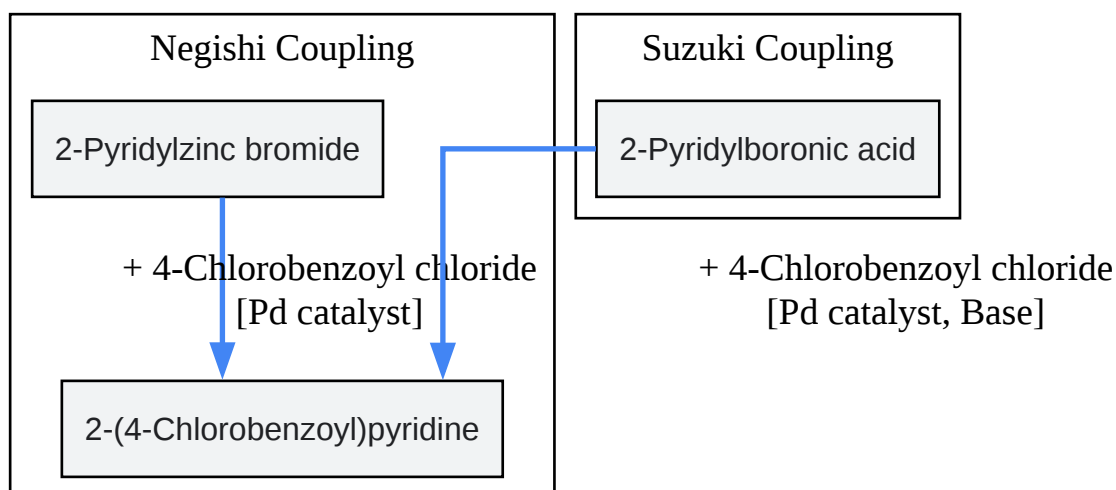 Negishi Coupling
2-Pyridylzinc bromide
Suzuki Coupling
2-Pyridylboronic acid
+ 4-Chlorobenzoyl chloride
[Pd catalyst]
+ 4-Chlorobenzoyl chloride
[Pd catalyst, Base]
2-(4-Chlorobenzoyl)pyridine